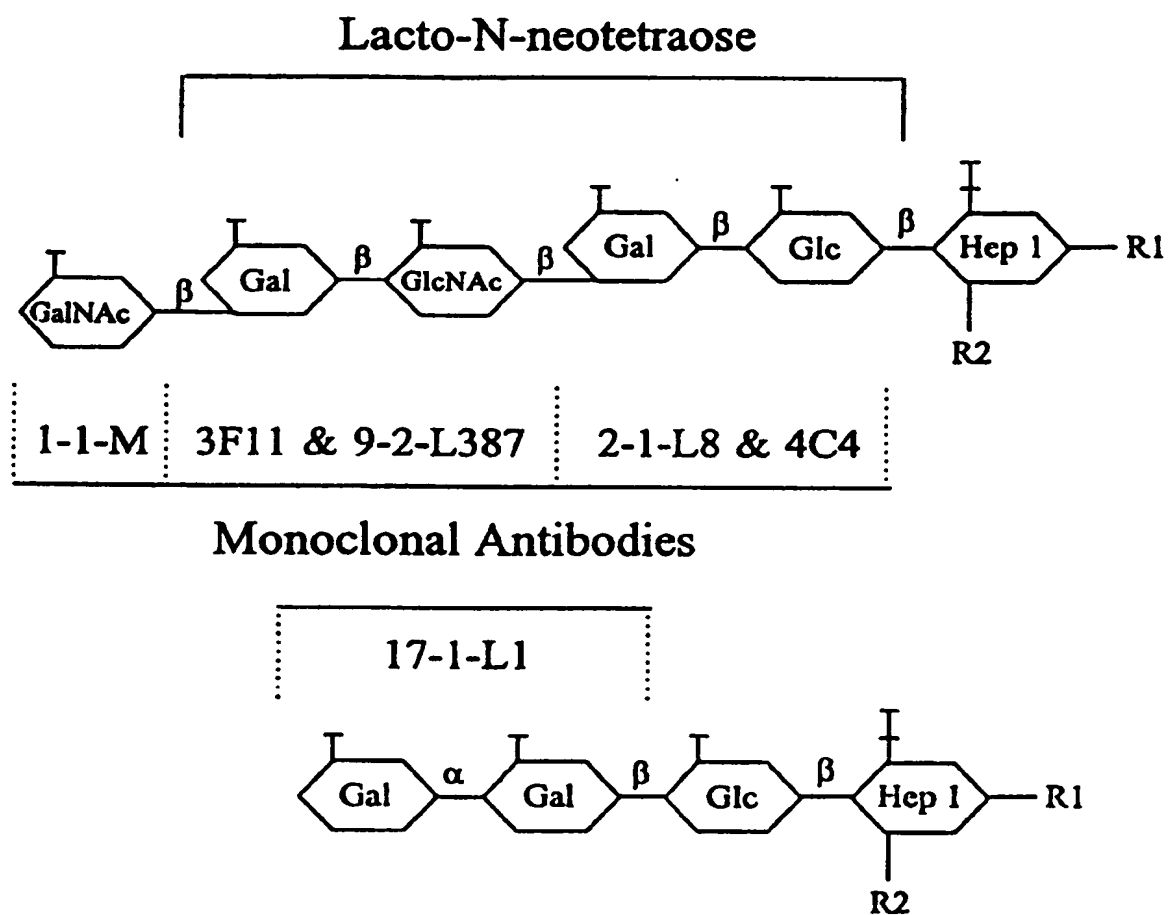 Lacto-N-neotetraose
GalNAc β Gal β GlcNAc β Gal β Glc β Hep 1 R1
R2
1-1-M 3F11 & 9-2-L387 2-1-L8 & 4C4
Monoclonal Antibodies
17-1-L1
Gal α Gal β Glc β Hep 1 R1
R2